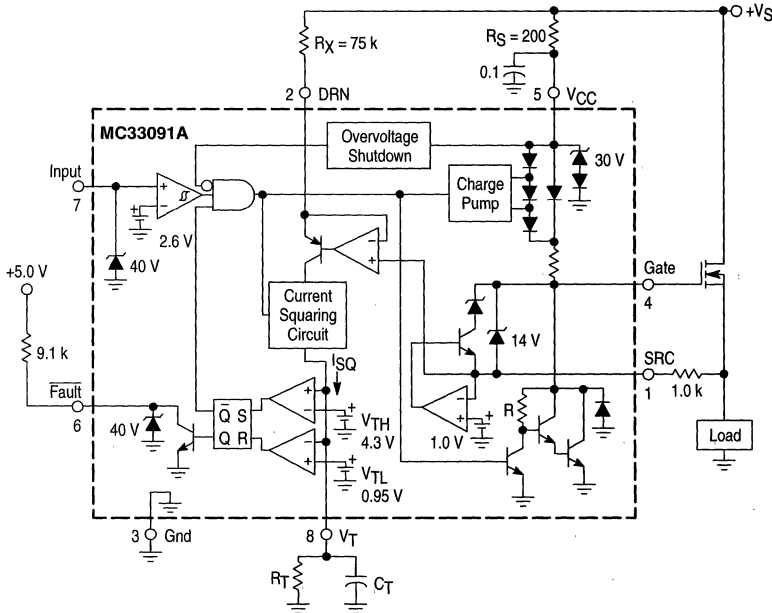 +VS
RX = 75 k
RS = 200
0.1
2 DRN
5 VCC
MC33091A
Overvoltage
Shutdown
30 V
Input
7
Charge
Pump
2.6 V
40 V
+5.0 V
Gate
4
Current
Squaring
Circuit
14 V
9.1 k
ISQ
SRC
1
1.0 k
Fault
6
40 V
Q̅ S
Q R
VTH
4.3 V
1.0 V
R
Load
VTL
0.95 V
3 Gnd
8 VT
RT
CT